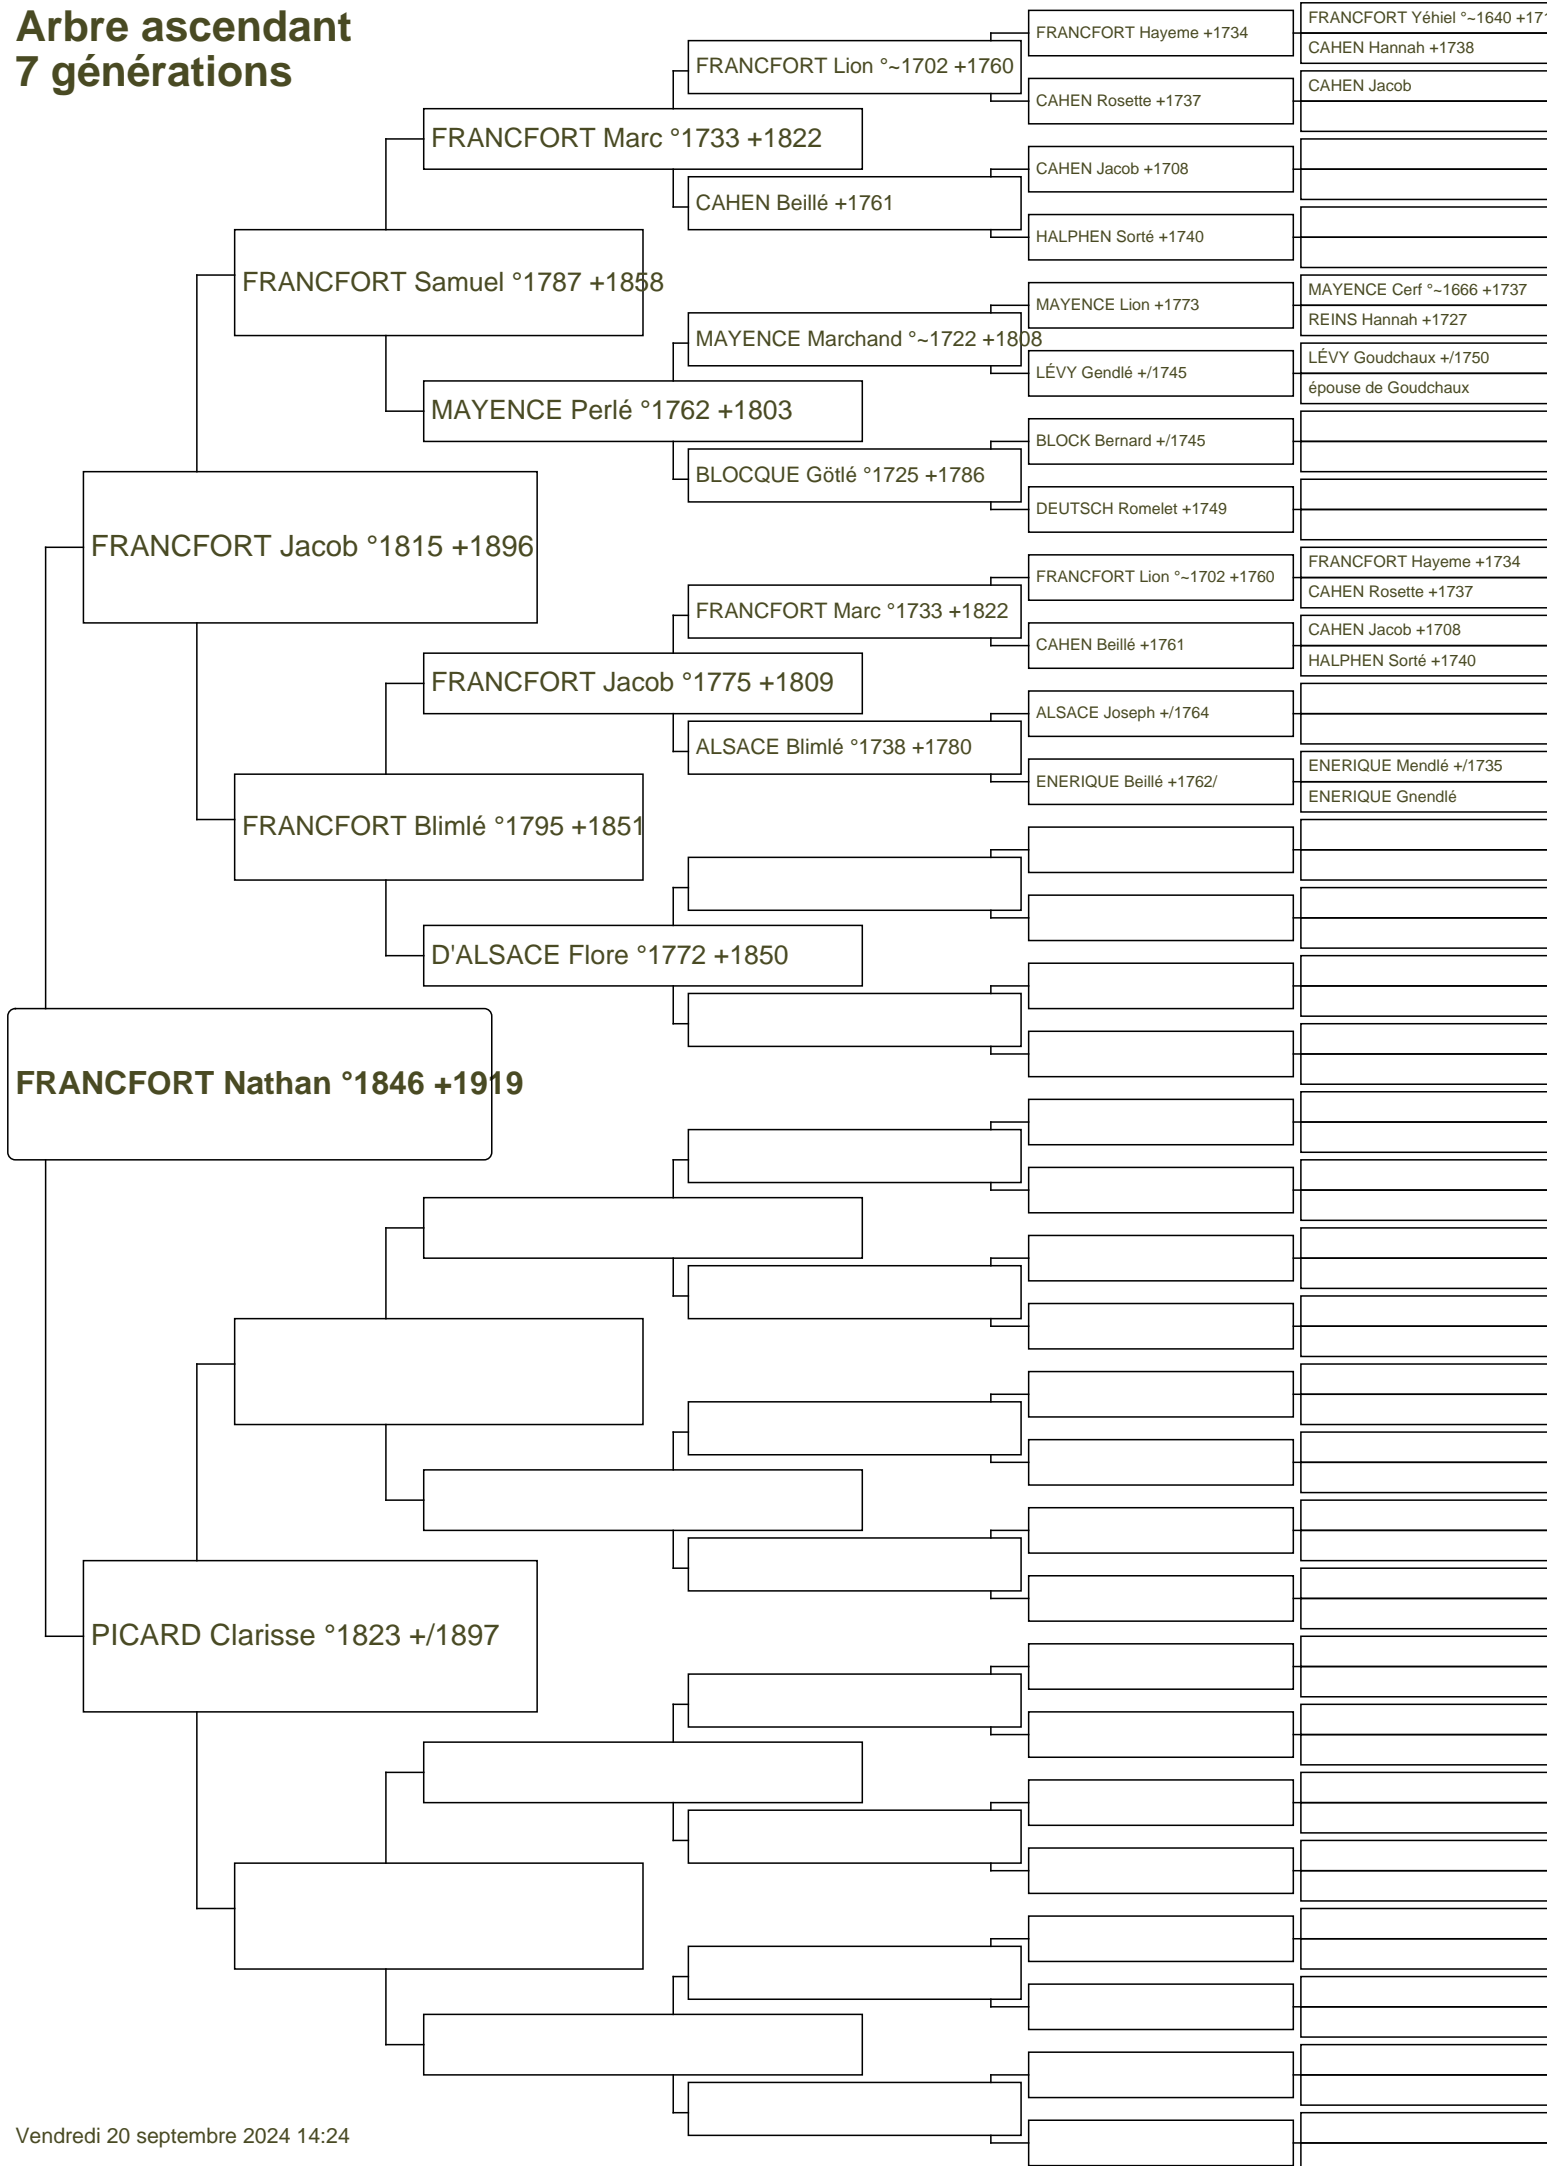 Arbre ascendant
7 générations
FRANCFORT Nathan °1846 +1919
FRANCFORT Jacob °1815 +1896
PICARD Clarisse °1823 +/1897
FRANCFORT Samuel °1787 +1858
FRANCFORT Blimlé °1795 +1851
FRANCFORT Marc °1733 +1822
MAYENCE Perlé °1762 +1803
FRANCFORT Jacob °1775 +1809
D'ALSACE Flore °1772 +1850
FRANCFORT Lion °~1702 +1760
CAHEN Beillé +1761
MAYENCE Marchand °~1722 +1808
BLOCQUE Götlé °1725 +1786
FRANCFORT Marc °1733 +1822
ALSACE Blimlé °1738 +1780
FRANCFORT Hayeme +1734
CAHEN Rosette +1737
CAHEN Jacob +1708
HALPHEN Sorté +1740
MAYENCE Lion +1773
LÉVY Gendlé +/1745
BLOCK Bernard +/1745
DEUTSCH Romelet +1749
FRANCFORT Lion °~1702 +1760
CAHEN Beillé +1761
ALSACE Joseph +/1764
ENERIQUE Beillé +1762/
FRANCFORT Yéhiel °~1640
CAHEN Hannah +1738
CAHEN Jacob
MAYENCE Cerf °~1666 +1737
REINS Hannah +1727
LÉVY Goudchaux +/1750
épouse de Goudchaux
FRANCFORT Hayeme +1734
CAHEN Rosette +1737
CAHEN Jacob +1708
HALPHEN Sorté +1740
ENERIQUE Mendlé +/1735
ENERIQUE Gnendlé
Vendredi 20 septembre 2024 14:24